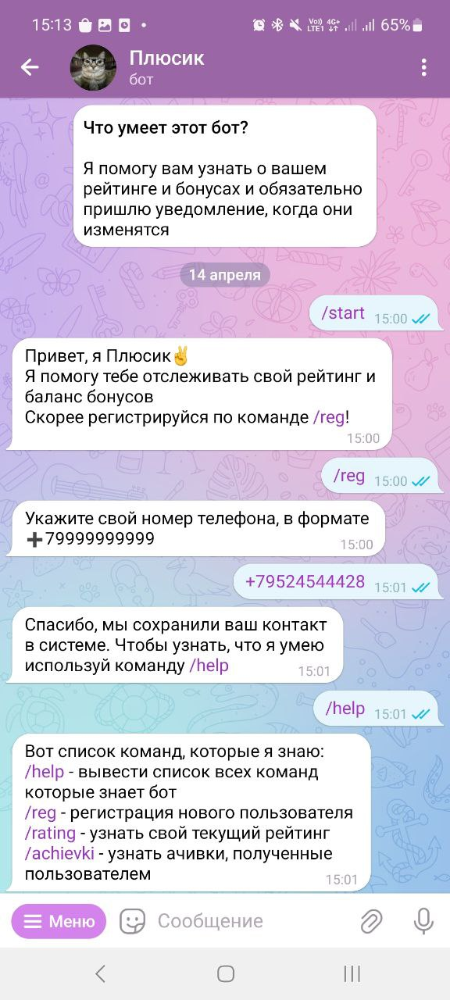 15:13
Vo)) 4G+
LTE1
65%
Плюсик
бот
Что умеет этот бот?
Я помогу вам узнать о вашем
рейтинге и бонусах и обязательно
пришлю уведомление, когда они
изменятся
14 апреля
/start 15:00
Привет, я Плюсик✌
Я помогу тебе отслеживать свой рейтинг и
баланс бонусов
Скорее регистрируйся по команде /reg!
15:00
/reg 15:00
Укажите свой номер телефона, в формате
➕79999999999
15:00
+79524544428 15:01
Спасибо, мы сохранили ваш контакт
в системе. Чтобы узнать, что я умею
используй команду /help
15:01
/help 15:01
Вот список команд, которые я знаю:
/help - вывести список всех команд
которые знает бот
/reg - регистрация нового пользователя
/rating - узнать свой текущий рейтинг
/achievki - узнать ачивки, полученные
пользователем
15:01
Меню
Сообщение